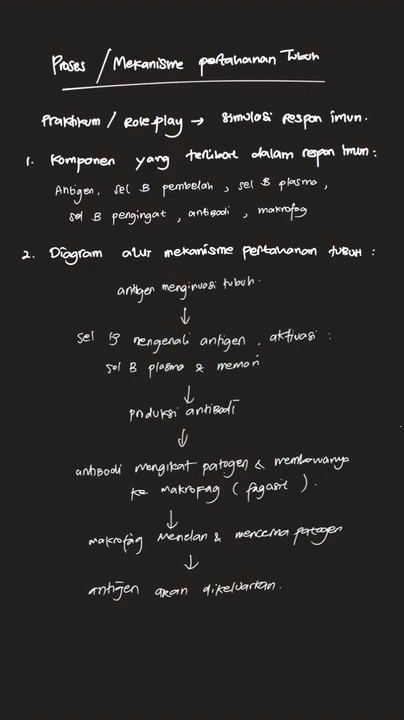 Proses / Mekanisme pertahanan Tubuh
Praktikum / Role play → simulasi respon imun.
1. Komponen yang terlibat dalam respon imun :
Antigen, sel B pembelah, sel B plasma,
sel B pengingat, antibodi, makrofag
2. Diagram alur mekanisme pertahanan tubuh :
antigen menginvasi tubuh.
↓
sel B mengenali antigen, aktivasi :
sel B plasma & memori
↓
produksi antibodi
↓
antibodi mengikat patogen & membawanya
ke makrofag (fagosit).
↓
makrofag menelan & mencerna patogen
↓
antigen akan dikeluarkan.